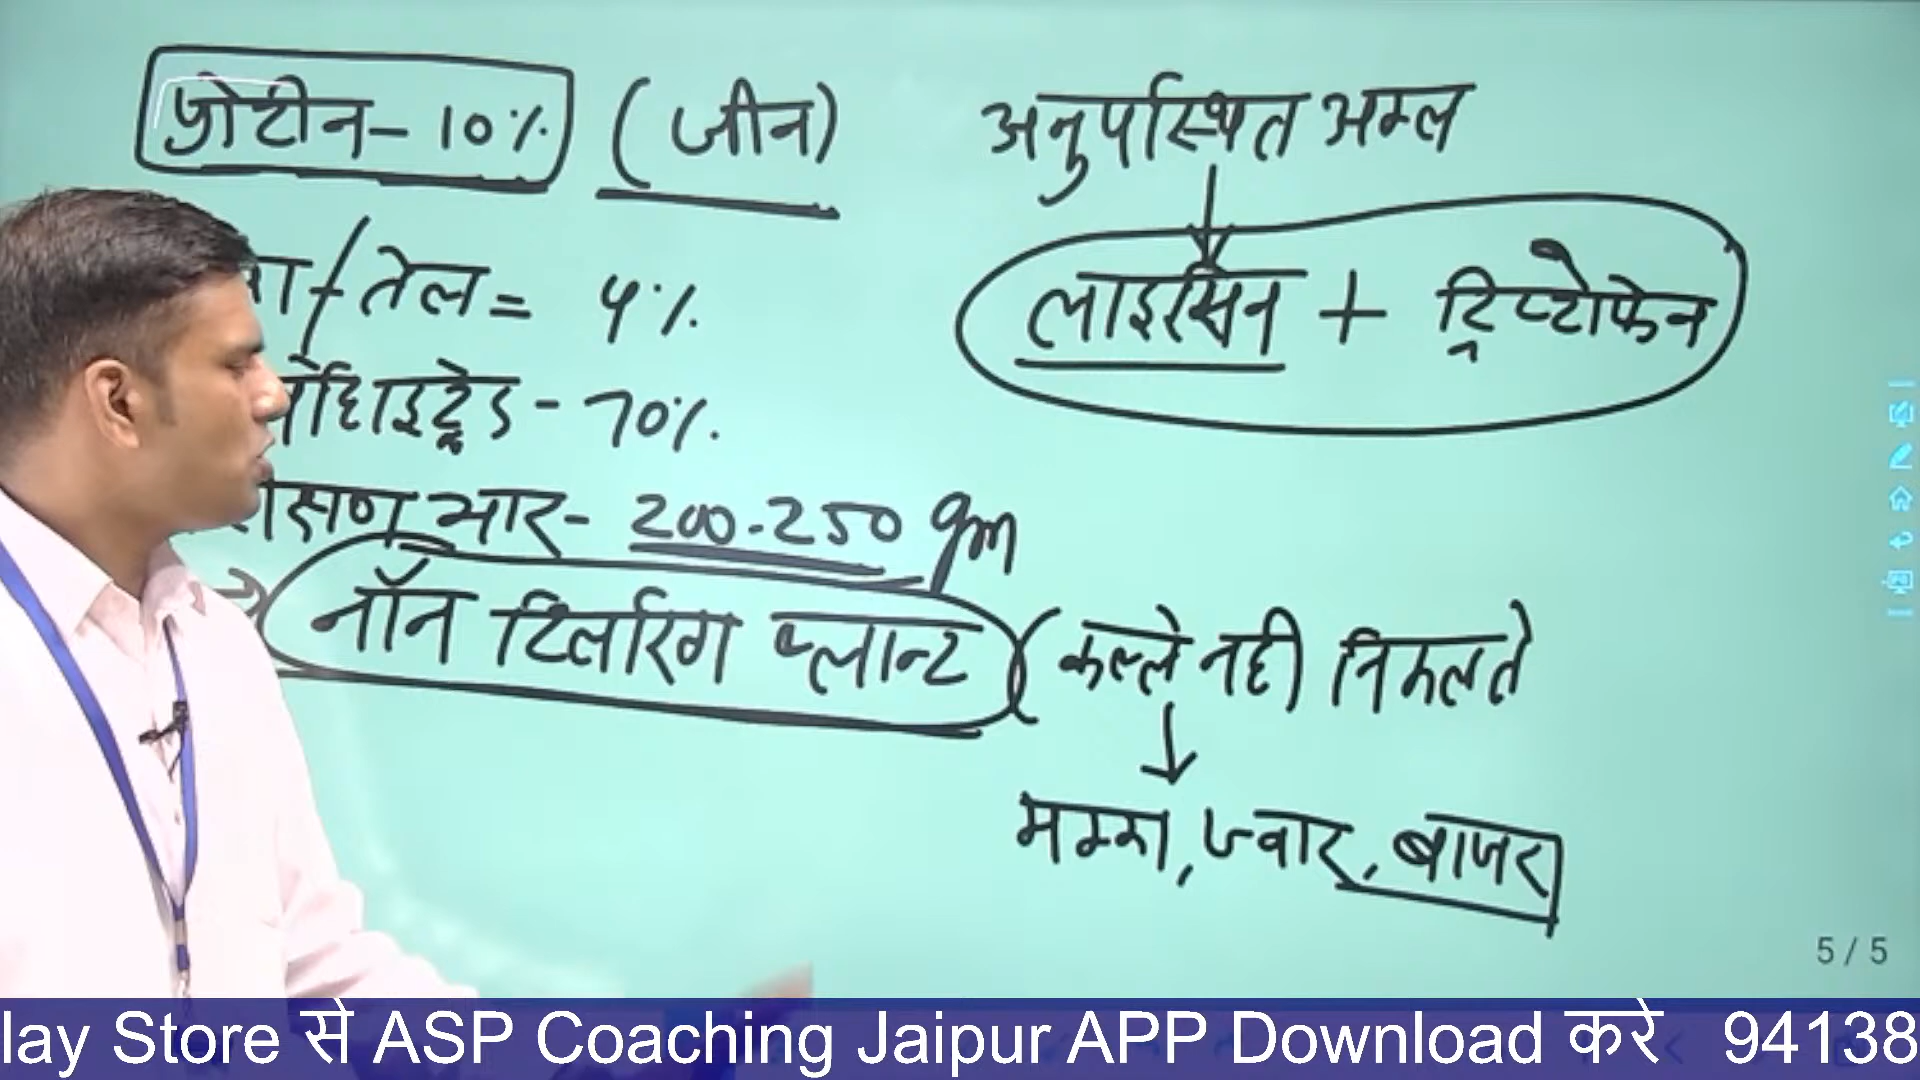 प्रोटीन- 10% (जीन) अनुपस्थित अम्ल
/तेल = 4%. लाइसिन + ट्रिप्टोफेन
- 70%.
भार- 200-250 gm
नॉन टिलरिंग प्लान्ट (कल्ले नही निकलते
मक्का, ज्वार, बाजरा
5 / 5
lay Store से ASP Coaching Jaipur APP Download करे 94138